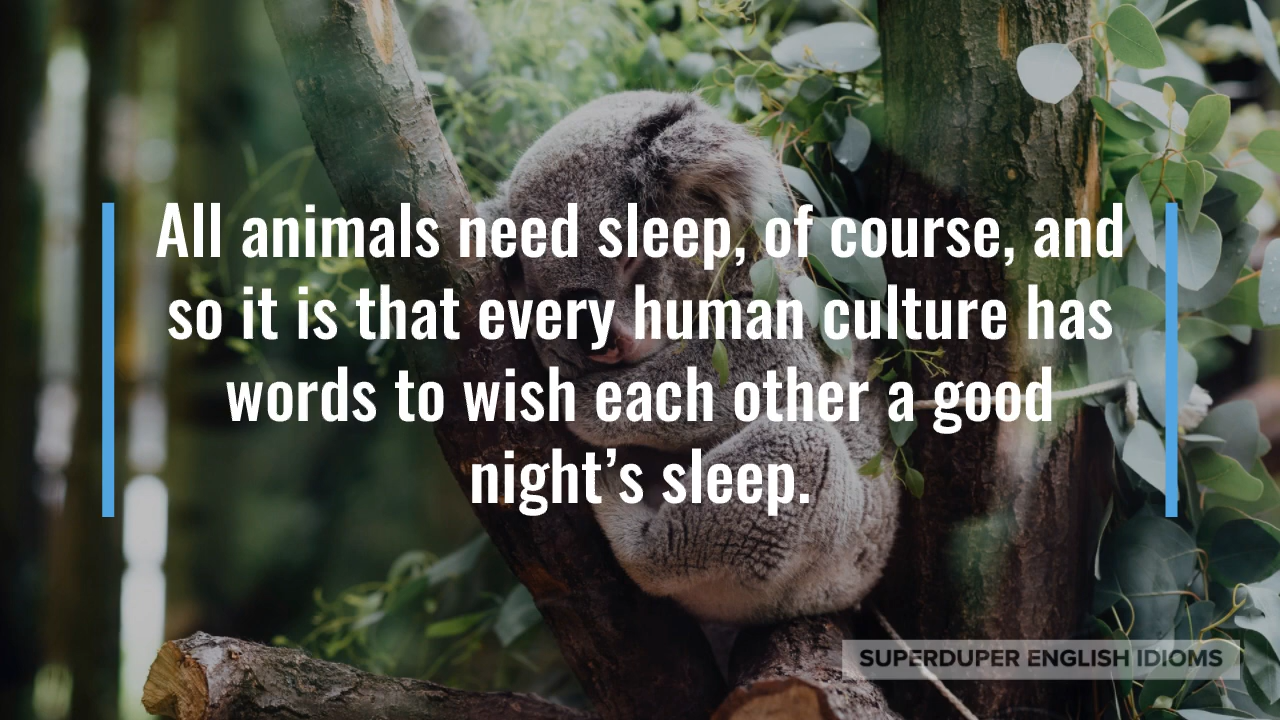 All animals need sleep, of course, and
so it is that every human culture has
words to wish each other a good
night’s sleep.
SUPERDUPER ENGLISH IDIOMS